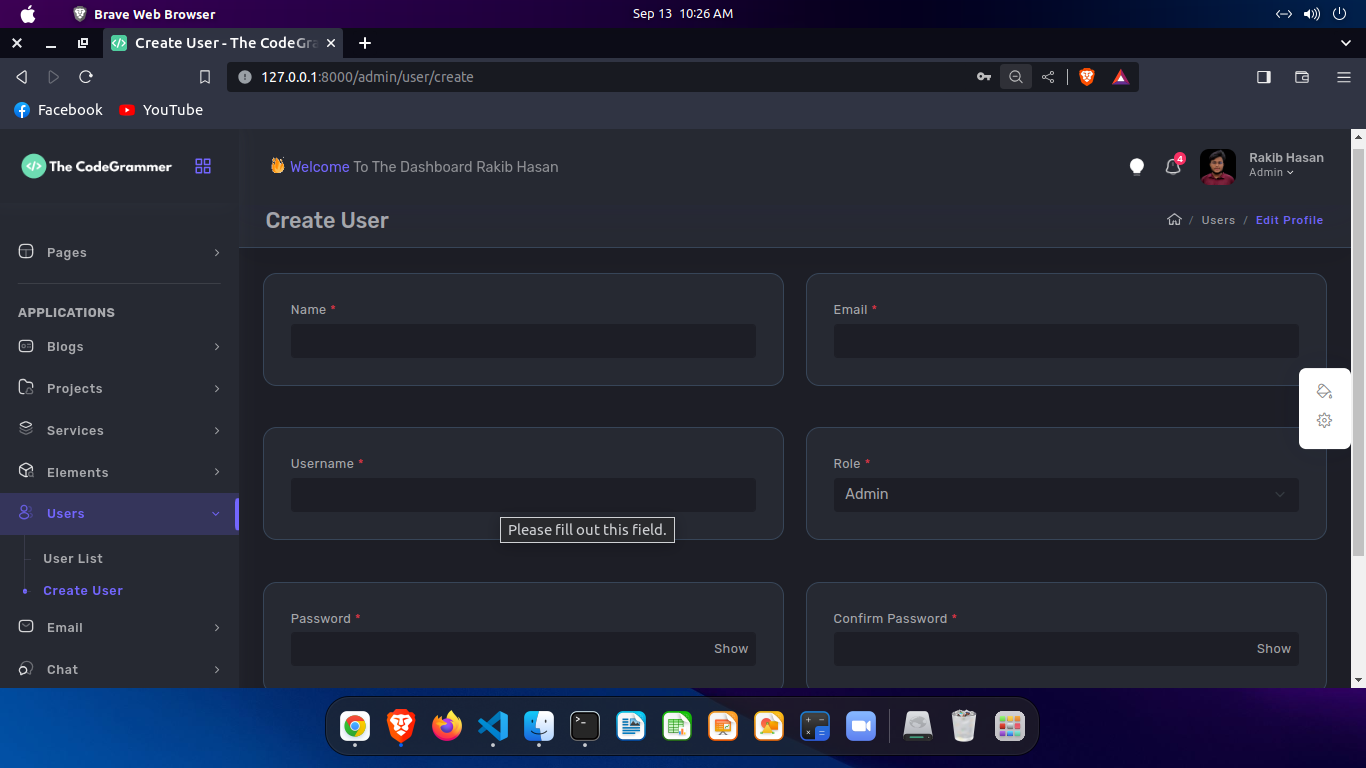 Brave Web Browser
Sep 13 10:26 AM
Create User - The CodeGra
127.0.0.1:8000/admin/user/create
Facebook
YouTube
The CodeGrammer
Welcome To The Dashboard Rakib Hasan
4
Rakib Hasan
Admin
Create User
Users / Edit Profile
Pages
APPLICATIONS
Blogs
Projects
Services
Elements
Users
User List
Create User
Email
Chat
Name *
Email *
Username *
Role *
Admin
Please fill out this field.
Password *
Show
Confirm Password *
Show